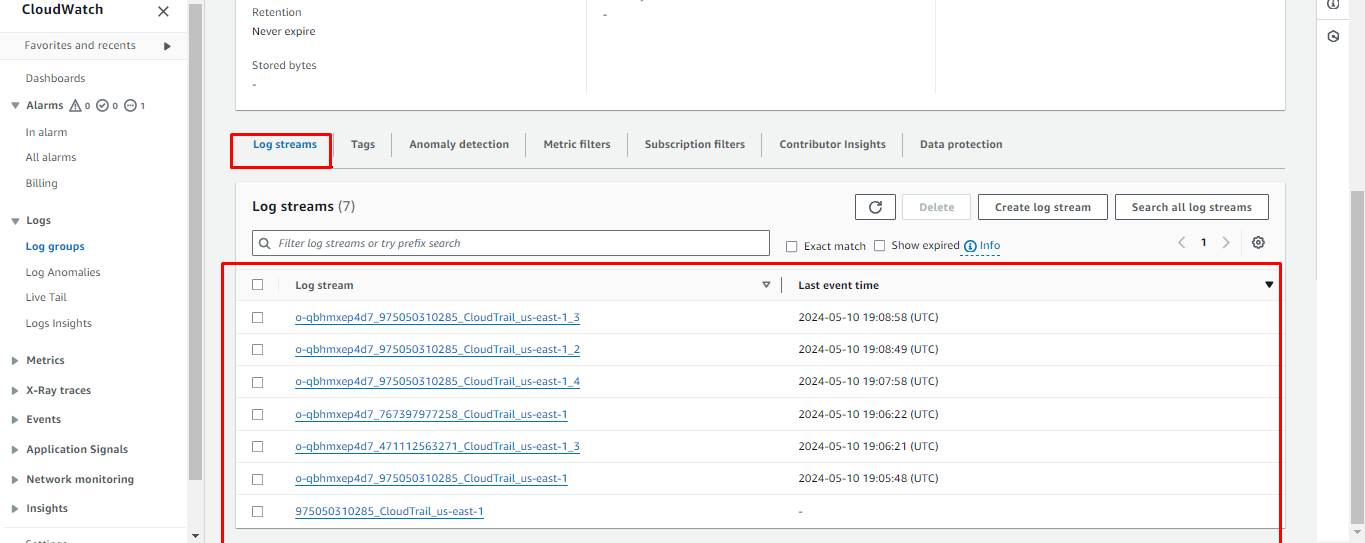 CloudWatch
Favorites and recents
Dashboards
Alarms 0 0 1
In alarm
All alarms
Billing
Logs
Log groups
Log Anomalies
Live Tail
Logs Insights
Metrics
X-Ray traces
Events
Application Signals
Network monitoring
Insights
Retention
Never expire
Stored bytes
-
-
Log streams Tags Anomaly detection Metric filters Subscription filters Contributor Insights Data protection
Log streams (7)
Delete Create log stream Search all log streams
Filter log streams or try prefix search Exact match Show expired Info 1
Log stream Last event time
o-qbhmxep4d7_975050310285_CloudTrail_us-east-1_3 2024-05-10 19:08:58 (UTC)
o-qbhmxep4d7_975050310285_CloudTrail_us-east-1_2 2024-05-10 19:08:49 (UTC)
o-qbhmxep4d7_975050310285_CloudTrail_us-east-1_4 2024-05-10 19:07:58 (UTC)
o-qbhmxep4d7_767397977258_CloudTrail_us-east-1 2024-05-10 19:06:22 (UTC)
o-qbhmxep4d7_471112563271_CloudTrail_us-east-1_3 2024-05-10 19:06:21 (UTC)
o-qbhmxep4d7_975050310285_CloudTrail_us-east-1 2024-05-10 19:05:48 (UTC)
975050310285_CloudTrail_us-east-1 -